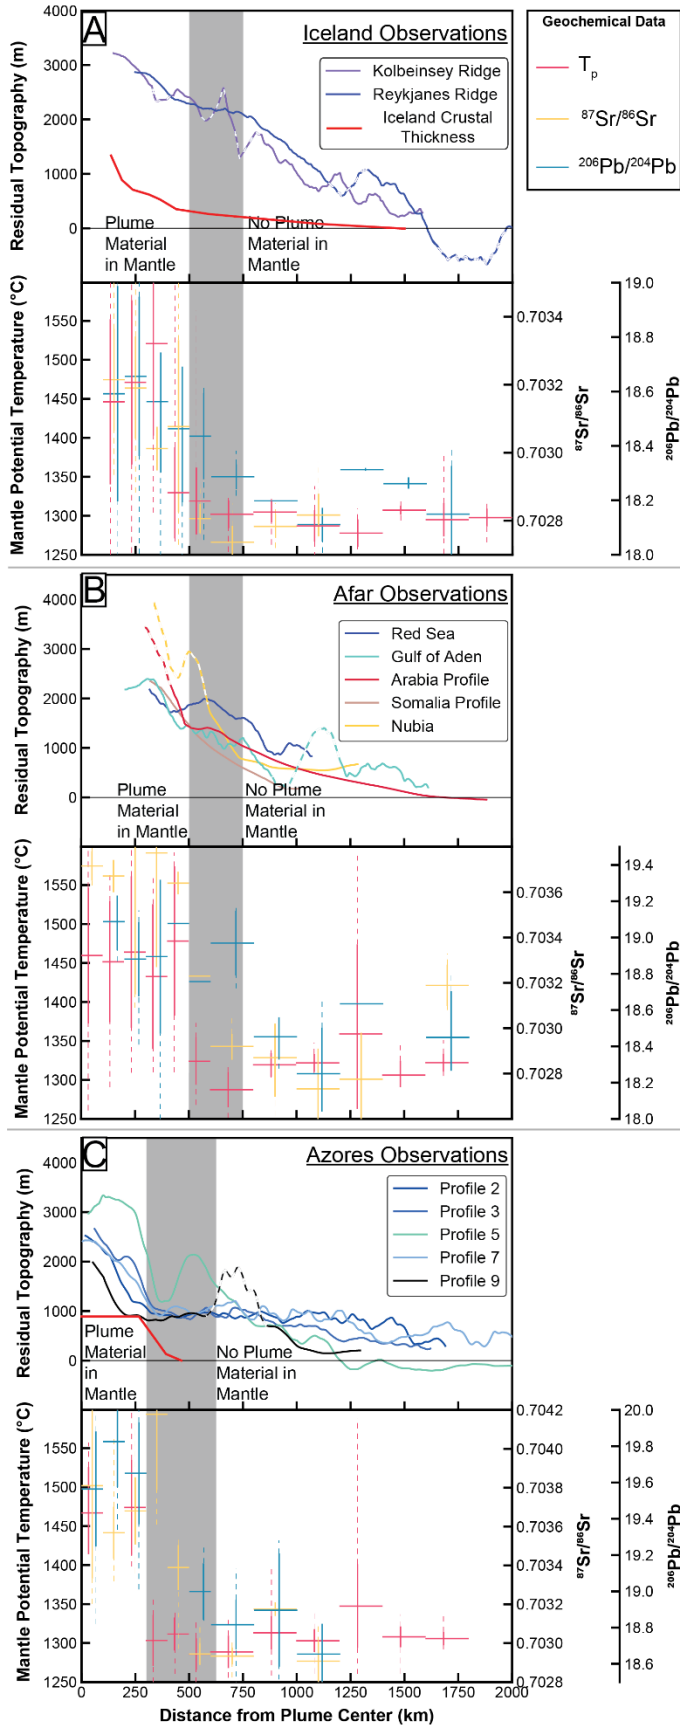 A
Iceland Observations
Kolbeinsey Ridge
Reykjanes Ridge
Iceland Crustal
Thickness
Geochemical Data
Tp
87Sr/86Sr
206Pb/204Pb
Residual Topography (m)
4000
3000
2000
1000
0
Plume
Material
in Mantle
No Plume
Material in
Mantle
Mantle Potential Temperature (°C)
1550
1500
1450
1400
1350
1300
1250
0.7034
0.7032
0.7030
0.7028
87Sr/86Sr
19.0
18.8
18.6
18.4
18.2
18.0
206Pb/204Pb
B
Afar Observations
Red Sea
Gulf of Aden
Arabia Profile
Somalia Profile
Nubia
Residual Topography (m)
4000
3000
2000
1000
0
Plume
Material
in Mantle
No Plume
Material in
Mantle
Mantle Potential Temperature (°C)
1550
1500
1450
1400
1350
1300
1250
0.7036
0.7034
0.7032
0.7030
0.7028
87Sr/86Sr
19.4
19.2
19.0
18.8
18.6
18.4
18.2
18.0
206Pb/204Pb
C
Azores Observations
Profile 2
Profile 3
Profile 5
Profile 7
Profile 9
Residual Topography (m)
4000
3000
2000
1000
0
Plume
Material
in
Mantle
No Plume
Material in
Mantle
Mantle Potential Temperature (°C)
1550
1500
1450
1400
1350
1300
1250
0.7042
0.7040
0.7038
0.7036
0.7034
0.7032
0.7030
0.7028
87Sr/86Sr
20.0
19.8
19.6
19.4
19.2
19.0
18.8
18.6
206Pb/204Pb
0 250 500 750 1000 1250 1500 1750 2000
Distance from Plume Center (km)